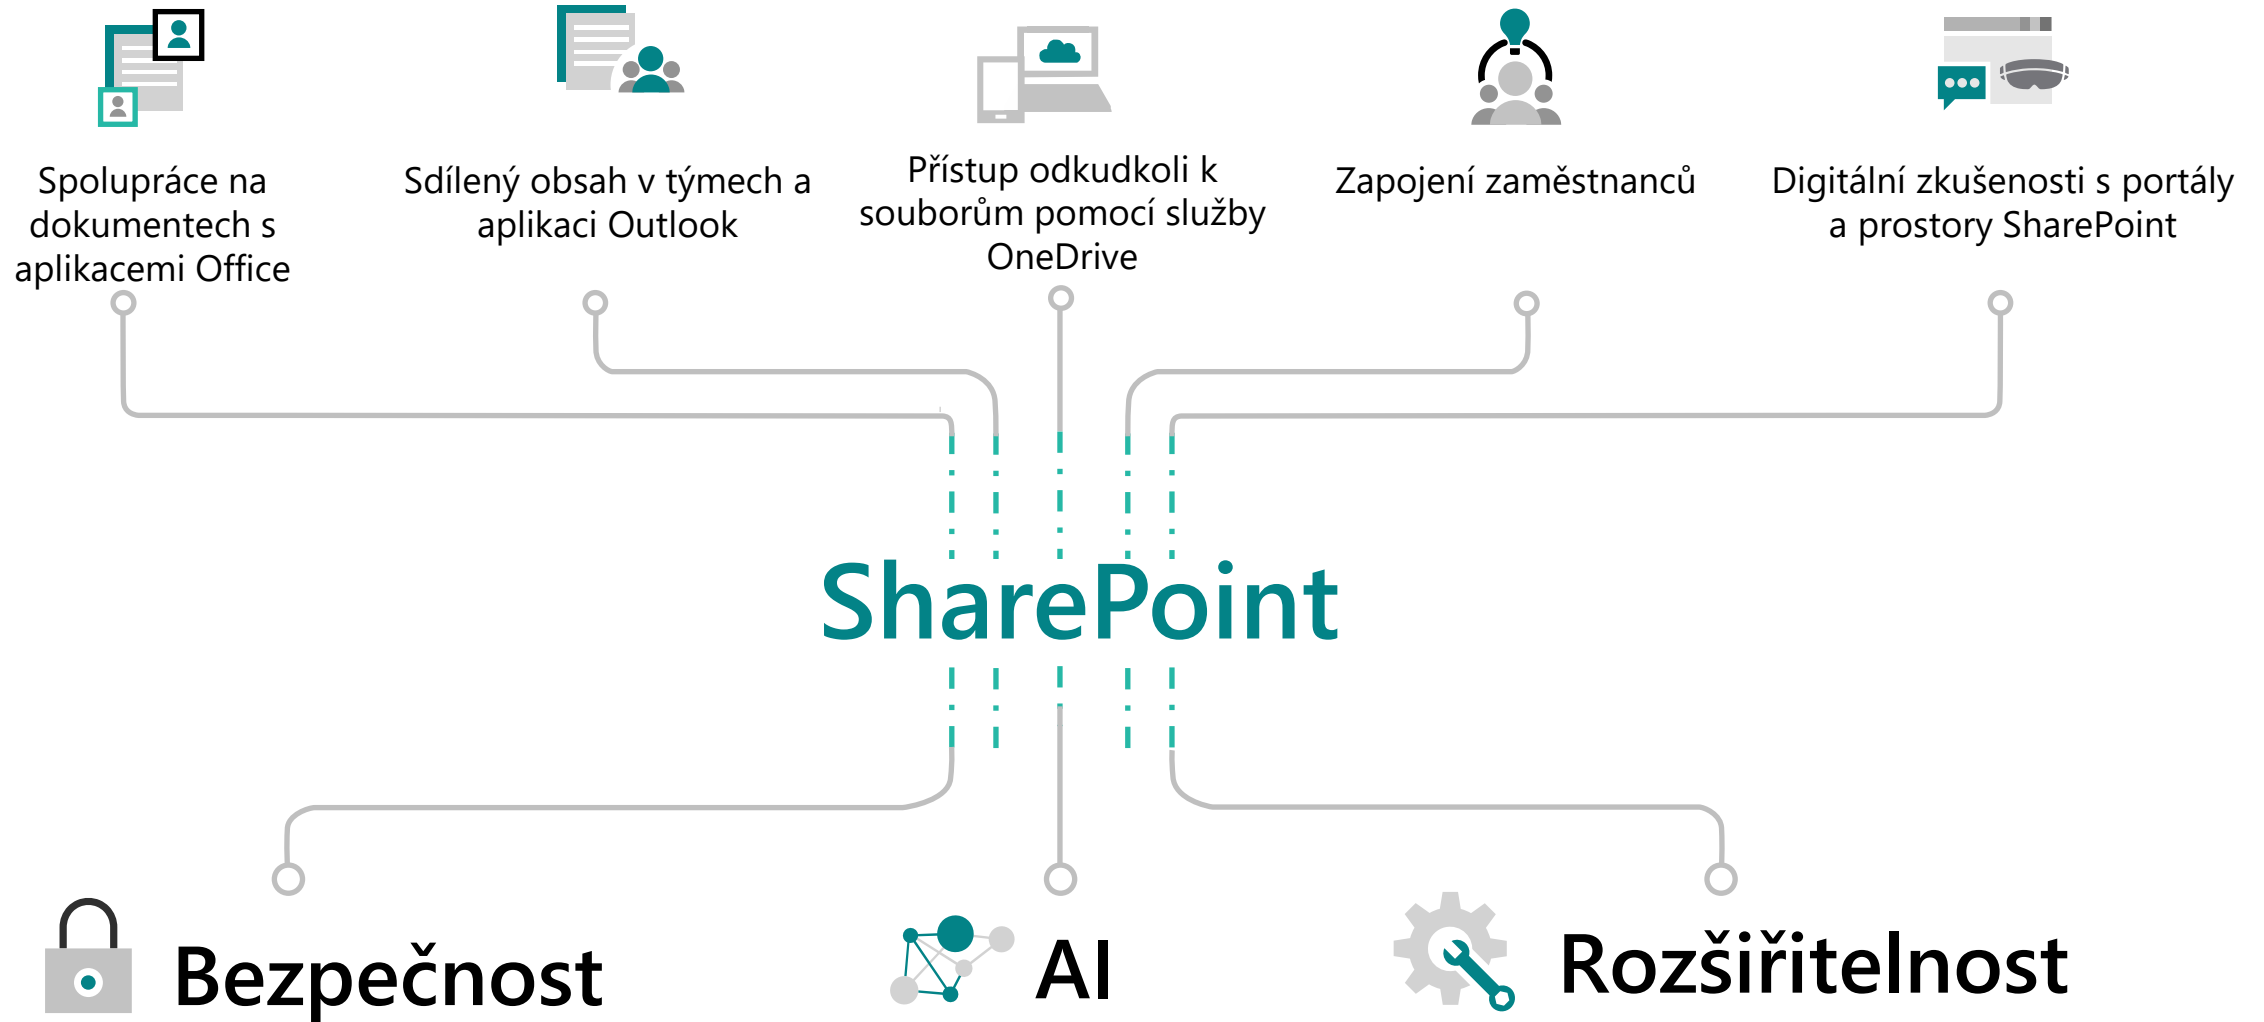 Spolupráce na
dokumentech s
aplikacemi Office
Sdílený obsah v týmech a
aplikaci Outlook
Přístup odkudkoli k
souborům pomocí služby
OneDrive
Zapojení zaměstnanců
Digitální zkušenosti s portály
a prostory SharePoint
SharePoint
Bezpečnost
AI
Rozšiřitelnost